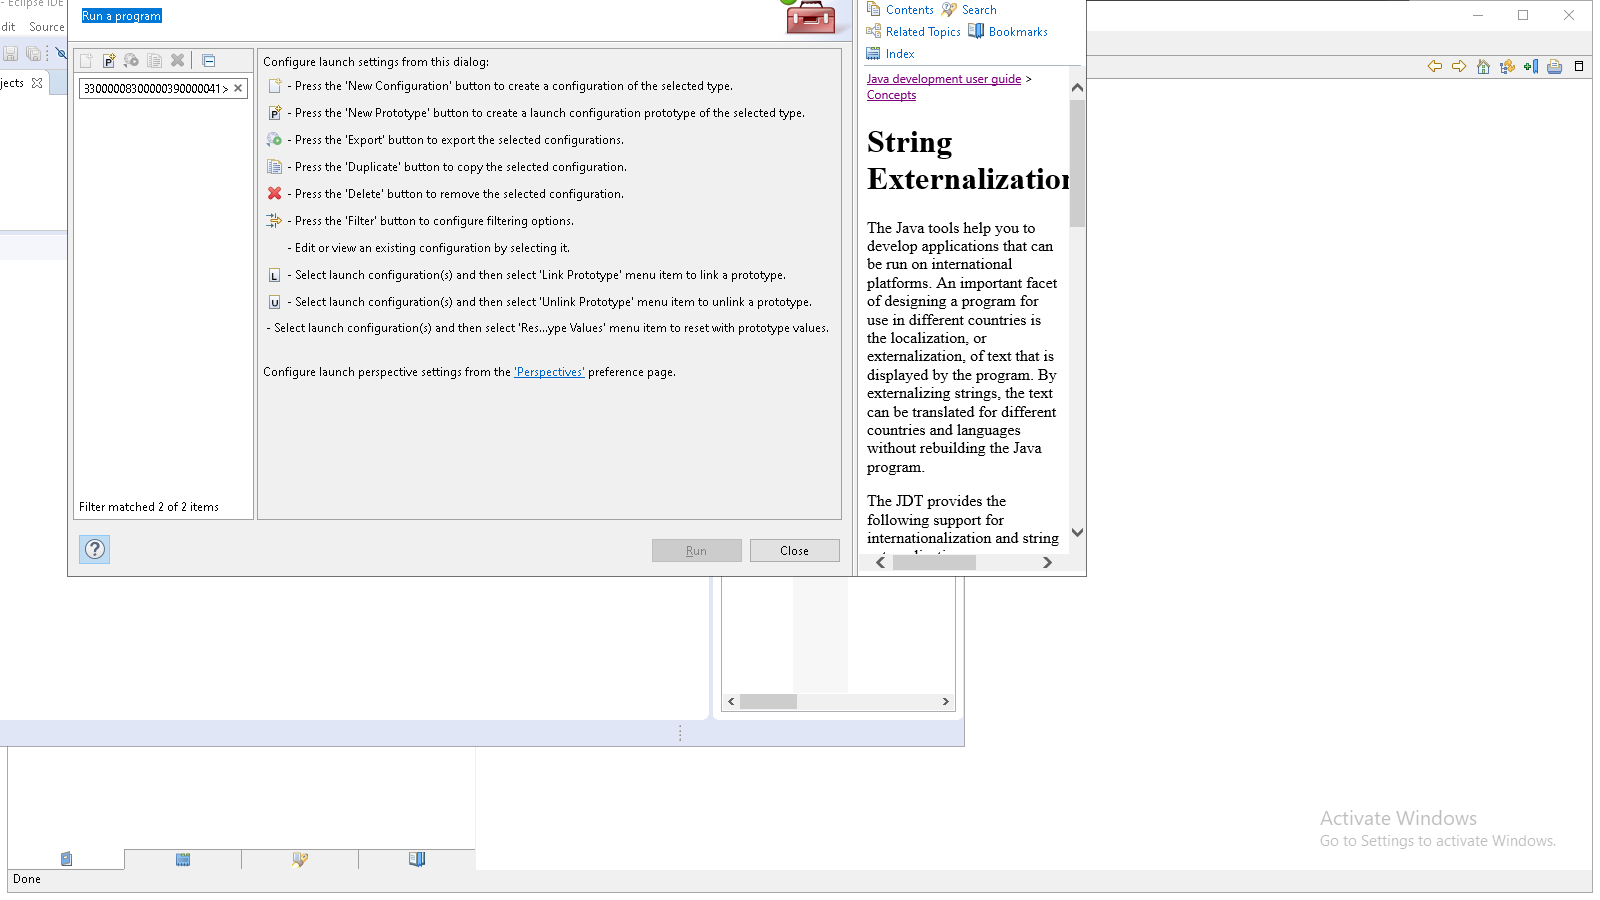 - Eclipse IDE
dit Source
jects
Run a program
33000008300000390000041>
Filter matched 2 of 2 items
Configure launch settings from this dialog:
- Press the 'New Configuration' button to create a configuration of the selected type.
- Press the 'New Prototype' button to create a launch configuration prototype of the selected type.
- Press the 'Export' button to export the selected configurations.
- Press the 'Duplicate' button to copy the selected configuration.
- Press the 'Delete' button to remove the selected configuration.
- Press the 'Filter' button to configure filtering options.
- Edit or view an existing configuration by selecting it.
- Select launch configuration(s) and then select 'Link Prototype' menu item to link a prototype.
- Select launch configuration(s) and then select 'Unlink Prototype' menu item to unlink a prototype.
- Select launch configuration(s) and then select 'Res...ype Values' menu item to reset with prototype values.
Configure launch perspective settings from the 'Perspectives' preference page.
Run
Close
Contents Search
Related Topics Bookmarks
Index
Java development user guide >
Concepts
String
Externalization
The Java tools help you to
develop applications that can
be run on international
platforms. An important facet
of designing a program for
use in different countries is
the localization, or
externalization, of text that is
displayed by the program. By
externalizing strings, the text
can be translated for different
countries and languages
without rebuilding the Java
program.
The JDT provides the
following support for
internationalization and string
Activate Windows
Go to Settings to activate Windows.
Done